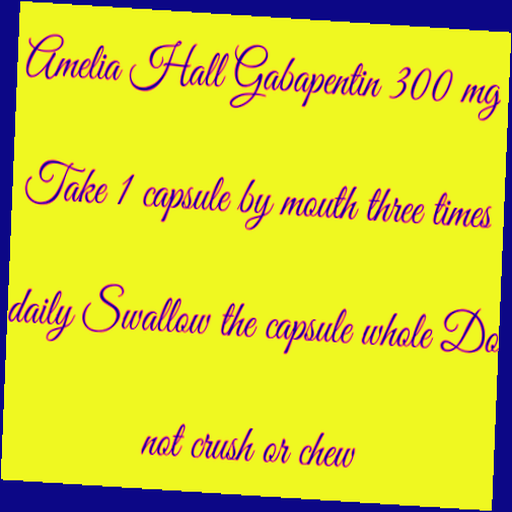 Amelia Hall Gabapentin 300 mg
Take 1 capsule by mouth three times
daily Swallow the capsule whole Do
not crush or chew